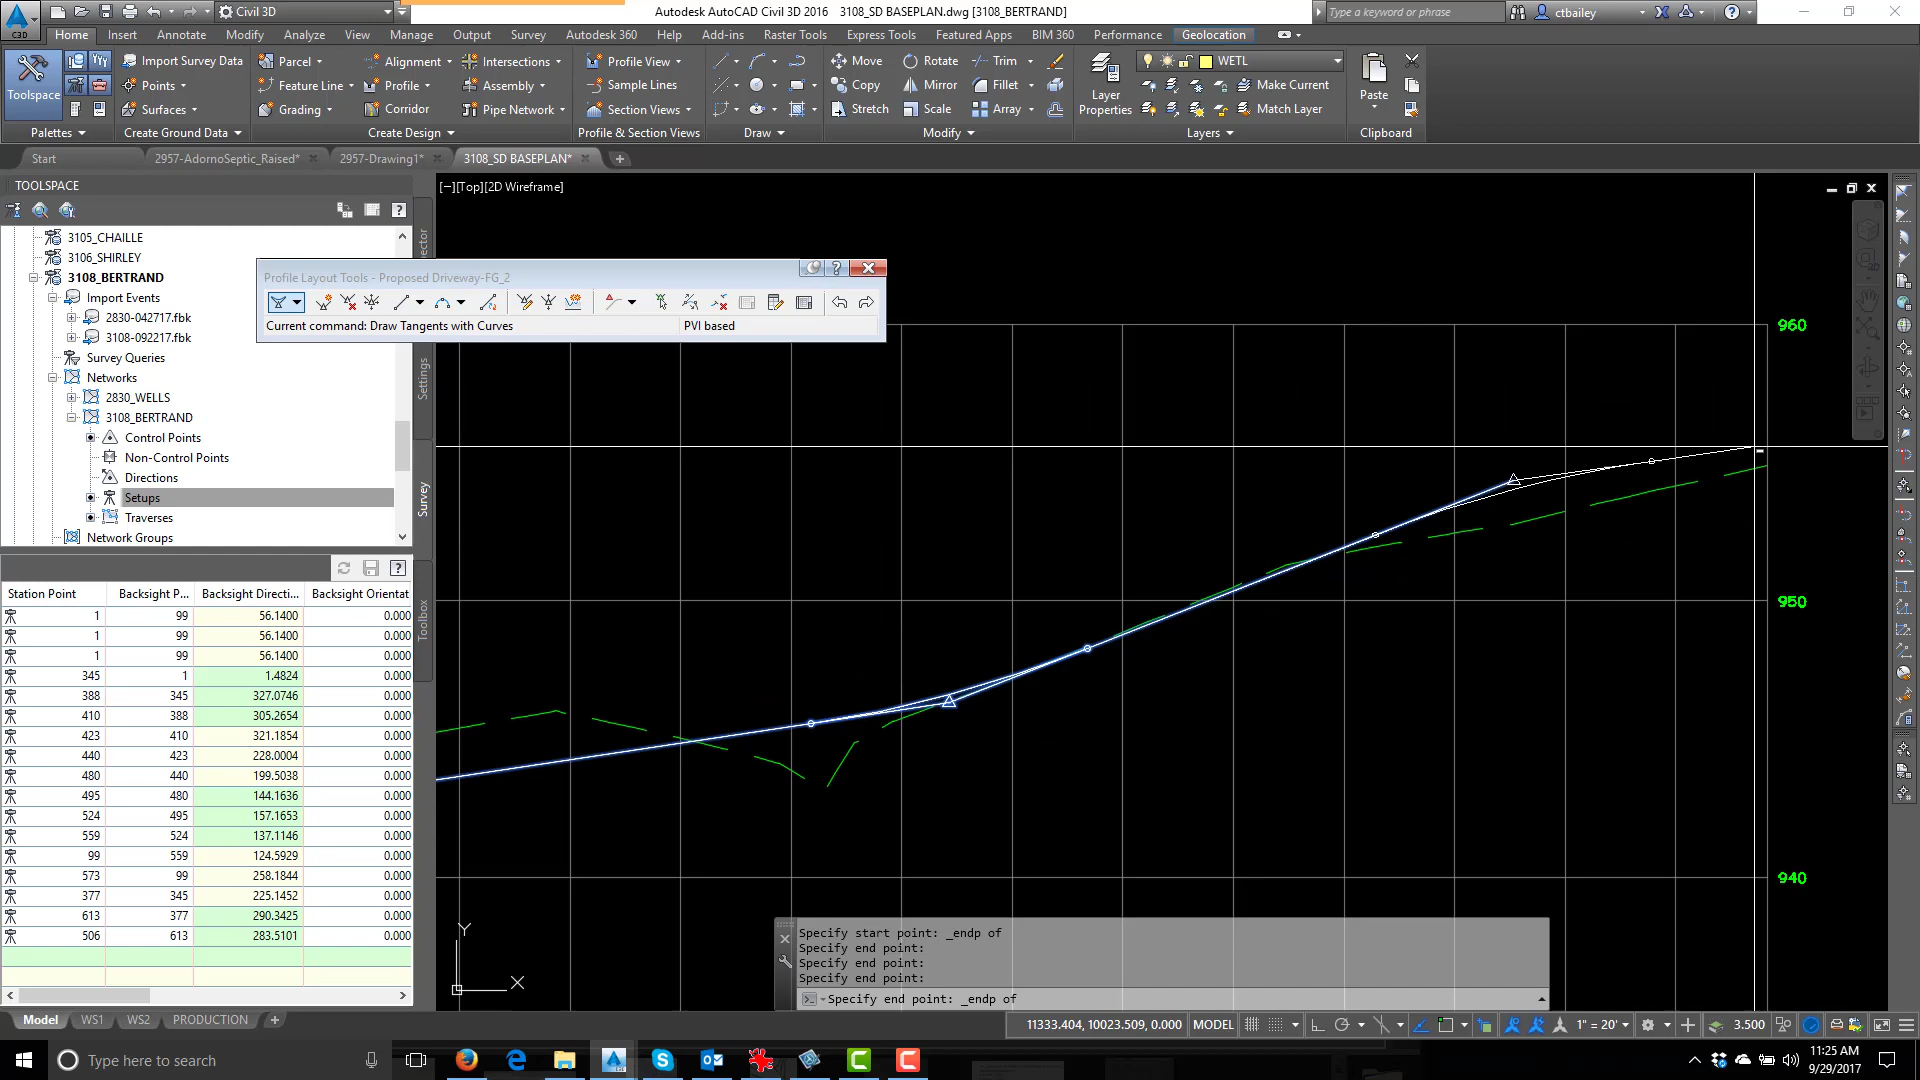 Civil 3D
Autodesk AutoCAD Civil 3D 2016 3108_SD BASEPLAN.dwg [3108_BERTRAND]
Type a keyword or phrase
ctbailey
C3D
Home Insert Annotate Modify Analyze View Manage Output Survey Autodesk 360 Help Add-ins Raster Tools Express Tools Featured Apps BIM 360 Performance Geolocation
Toolspace
Import Survey Data
Points
Surfaces
Parcel
Feature Line
Grading
Alignment
Profile
Corridor
Intersections
Assembly
Pipe Network
Profile View
Sample Lines
Section Views
Move
Copy
Stretch
Rotate
Mirror
Scale
Trim
Fillet
Array
Layer
Properties
WETL
Make Current
Match Layer
Paste
Palettes Create Ground Data Create Design Profile & Section Views Draw Modify Layers Clipboard
Start 2957-AdornoSeptic_Raised* 2957-Drawing1* 3108_SD BASEPLAN*
TOOLSPACE
[−][Top][2D Wireframe]
3105_CHAILLE
3106_SHIRLEY
3108_BERTRAND
Import Events
2830-042717.fbk
3108-092217.fbk
Survey Queries
Networks
2830_WELLS
3108_BERTRAND
Control Points
Non-Control Points
Directions
Setups
Traverses
Network Groups
Settings
Survey
Toolbox
Profile Layout Tools - Proposed Driveway-FG_2
Current command: Draw Tangents with Curves PVI based
960
950
940
Station Point Backsight P... Backsight Directi... Backsight Orientat
1 99 56.1400 0.000
1 99 56.1400 0.000
1 99 56.1400 0.000
345 1 1.4824 0.000
388 345 327.0746 0.000
410 388 305.2654 0.000
423 410 321.1854 0.000
440 423 228.0004 0.000
480 440 199.5038 0.000
495 480 144.1636 0.000
524 495 157.1653 0.000
559 524 137.1146 0.000
99 559 124.5929 0.000
573 99 258.1844 0.000
377 345 225.1452 0.000
613 377 290.3425 0.000
506 613 283.5101 0.000
Y
X
Specify start point: _endp of
Specify end point:
Specify end point:
Specify end point:
Specify end point: _endp of
Model WS1 WS2 PRODUCTION
11333.404, 10023.509, 0.000 MODEL 1" = 20' 3.500
Type here to search
11:25 AM
9/29/2017